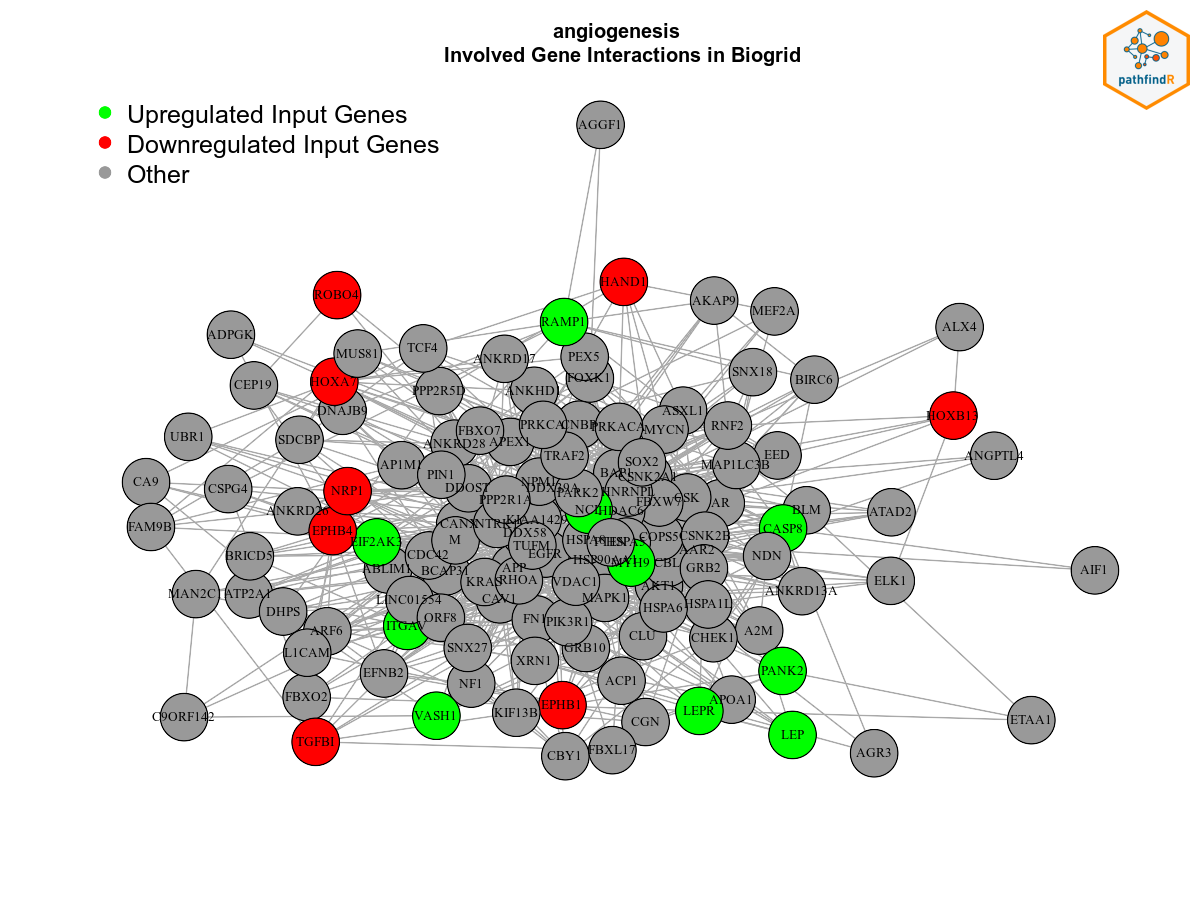 angiogenesis
Involved Gene Interactions in Biogrid
pathfindR
Upregulated Input Genes
Downregulated Input Genes
Other
AGGF1
HAND1
ROBO4
AKAP9
MEF2A
RAMP1
ALX4
ADPGK
TCF4
MUS81
ANKRD17
PEX5
SNX18
FOXK1
BIRC6
HOXA7
CEP19
PPP2R5D
ANKHD1
DNAJB9
ASXL1
PRKCA
CNBP
PRKACA
MYCN
RNF2
FBXO7
UBR1
SDCBP
ANKRD28
APEX1
TRAF2
SOX2
EED
ANGPTL4
AP1M1
PIN1
MAP1LC3B
CA9
CSPG4
NRP1
DDOST
NPM1
DDX39A
PARK2
BAP1
CSNK2A1
HNRNPL
CSK
AR
PPP2R1A
FBXW7
FAM9B
ANKRD26
EPHB4
KIAA1429
HDAC6
BLM
ATAD2
CASP8
EIF2AK3
DDX58
TUFM
COPS5
CSNK2B
AAR2
BRICD5
CDC42
EGFR
HSPA5
HSP90AA1
MYH9
CBL
GRB2
NDN
ABLIM1
BCAP31
APP
AIF1
MAN2C1
ATP2A1
KRAS
RHOA
VDAC1
AKT1
ELK1
ANKRD13A
DHPS
LINC01554
CAV1
MAPK1
HSPA6
HSPA1L
ARF6
ITGAV
ORF8
FN1
PIK3R1
CLU
CHEK1
A2M
L1CAM
SNX27
GRB10
EFNB2
XRN1
PANK2
NF1
ACP1
FBXO2
APOA1
C9ORF142
VASH1
KIF13B
EPHB1
LEPR
CGN
ETAA1
TGFBI
LEP
CBY1
FBXL17
AGR3